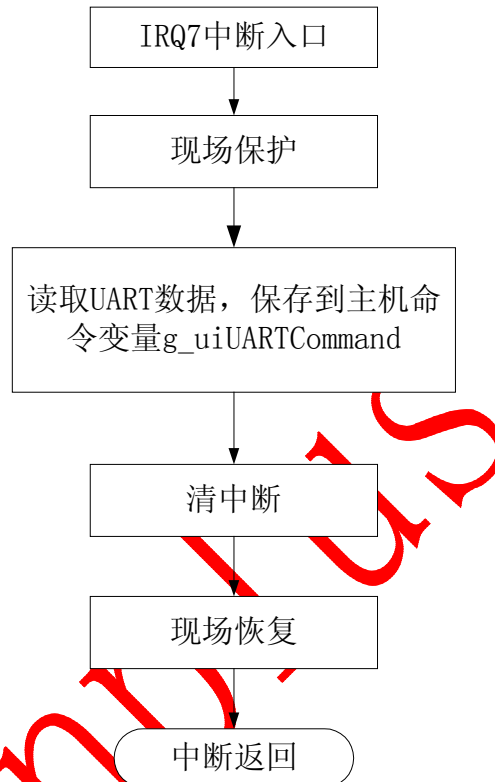 IRQ7中断入口
现场保护
读取UART数据，保存到主机命
令变量g_uiUARTCommand
清中断
现场恢复
中断返回